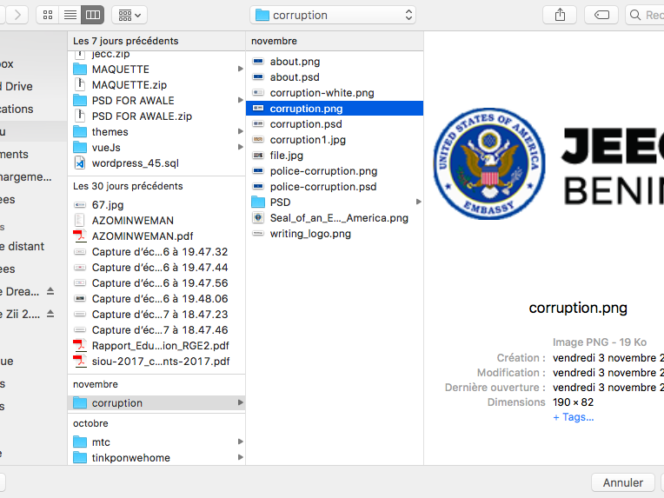 corruption
Rec
ox
d Drive
cations
u
ments
hargeme...
ees
s
e distant
ees
e Drea...
e Zii 2....
ue
s
s
e
Les 7 jours précédents
jecc.zip
MAQUETTE
MAQUETTE.zip
PSD FOR AWALE
PSD FOR AWALE.zip
themes
vueJs
wordpress_45.sql
Les 30 jours précédents
67.jpg
AZOMINWEMAN
AZOMINWEMAN.pdf
Capture d'éc...6 à 19.47.32
Capture d'éc...6 à 19.47.44
Capture d'éc...6 à 19.47.56
Capture d'éc...6 à 19.48.06
Capture d'éc...7 à 18.47.23
Capture d'éc...7 à 18.47.46
Rapport_Edu...ion_RGE2.pdf
siou-2017_c...nts-2017.pdf
novembre
corruption
octobre
mtc
tinkponwehome
novembre
about.png
about.psd
corruption-white.png
corruption.png
corruption.psd
corruption1.jpg
file.jpg
police-corruption.png
police-corruption.psd
PSD
Seal_of_an_E..._America.png
writing_logo.png
UNITED STATES OF AMERICA
EMBASSY
JEEC
BENIN
corruption.png
Image PNG - 19 Ko
Création : vendredi 3 novembre 2
Modification : vendredi 3 novembre 2
Dernière ouverture : vendredi 3 novembre 2
Dimensions 190 × 82
+ Tags...
Annuler